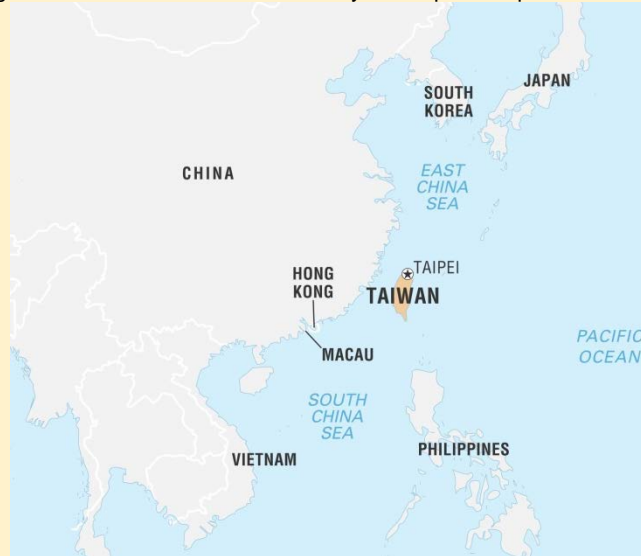 SOUTH
KOREA
JAPAN
CHINA
EAST
CHINA
SEA
TAIPEI
HONG
KONG
TAIWAN
PACIFIC
OCEAN
MACAU
SOUTH
CHINA
SEA
VIETNAM
PHILIPPINES